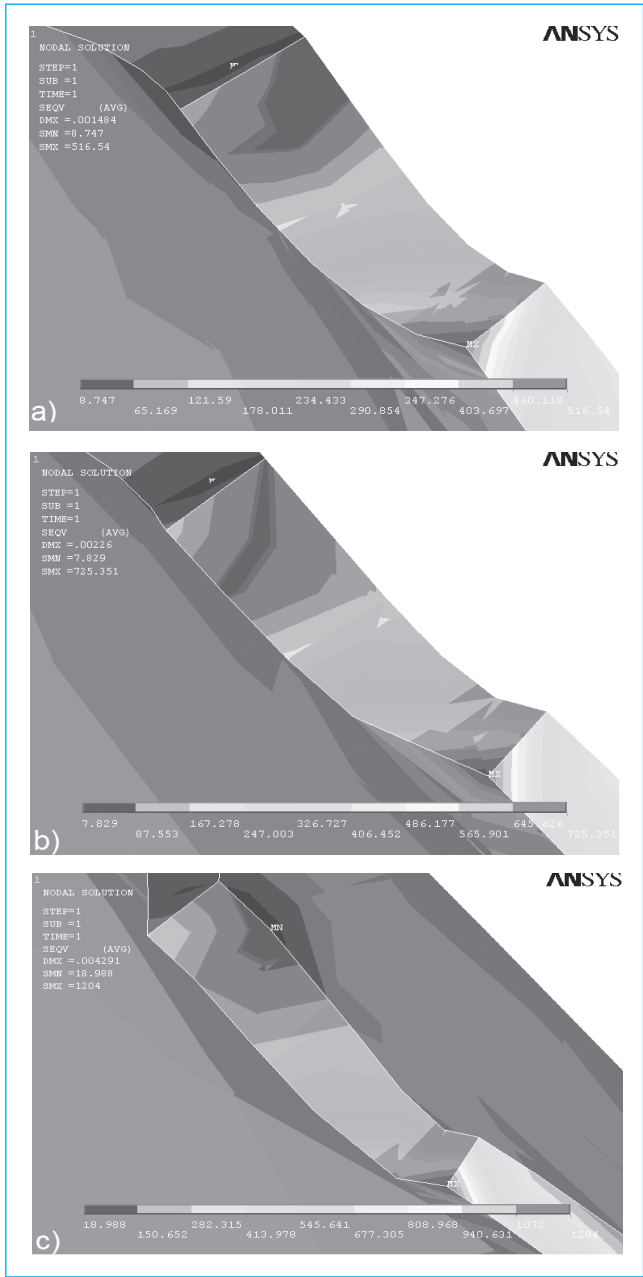 1
ANSYS
NODAL SOLUTION
STEP=1
SUB =1
TIME=1
SEQV (AVG)
DMX =.001484
SMN =8.747
SMX =516.54
MX
8.747 121.59 234.433 347.276 460.118
65.169 178.011 290.854 403.697 516.54
a)
1
ANSYS
NODAL SOLUTION
STEP=1
SUB =1
TIME=1
SEQV (AVG)
DMX =.00226
SMN =7.829
SMX =725.351
MX
7.829 167.278 326.727 486.177 645.626
87.553 247.003 406.452 565.901 725.351
b)
1
ANSYS
NODAL SOLUTION
STEP=1
SUB =1
TIME=1
SEQV (AVG)
DMX =.004291
SMN =18.988
SMX =1204
MN
MX
18.988 282.315 545.641 808.968 1072
150.652 413.978 677.305 940.631 1204
c)